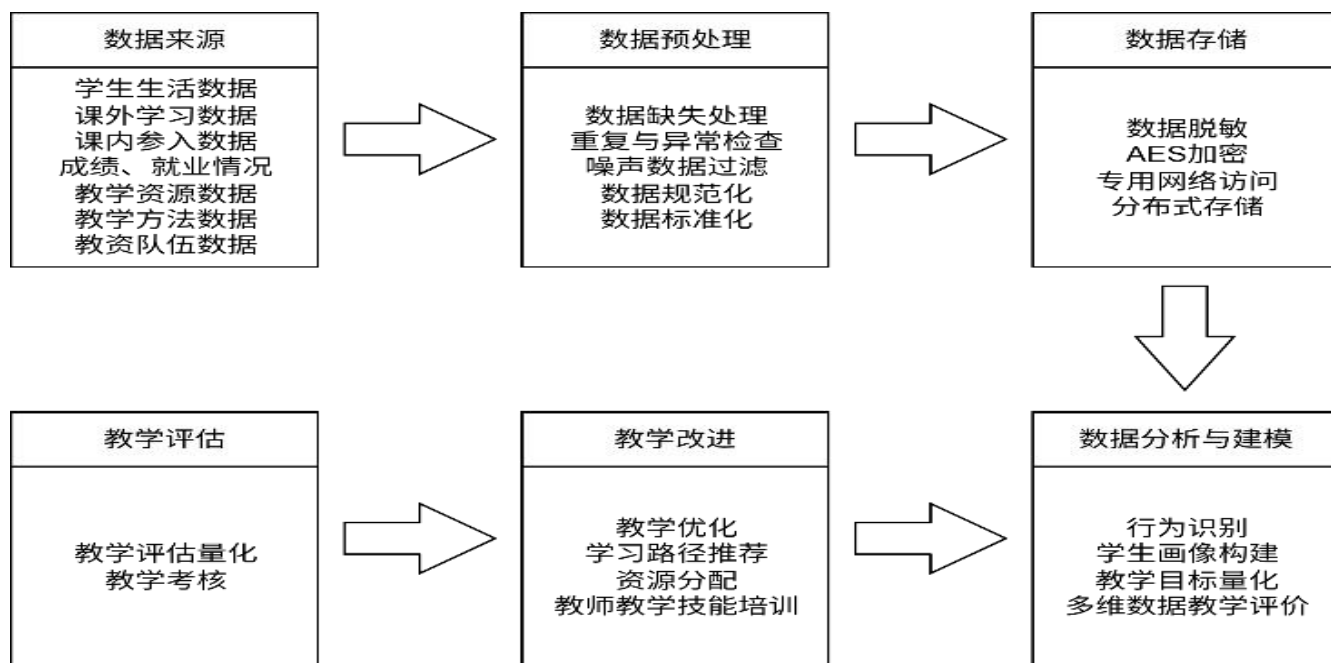 数据来源
学生生活数据
课外学习数据
课内参入数据
成绩、就业情况
教学资源数据
教学方法数据
教资队伍数据
数据预处理
数据缺失处理
重复与异常检查
噪声数据过滤
数据规范化
数据标准化
数据存储
数据脱敏
AES加密
专用网络访问
分布式存储
教学评估
教学评估量化
教学考核
教学改进
教学优化
学习路径推荐
资源分配
教师教学技能培训
数据分析与建模
行为识别
学生画像构建
教学目标量化
多维数据教学评价